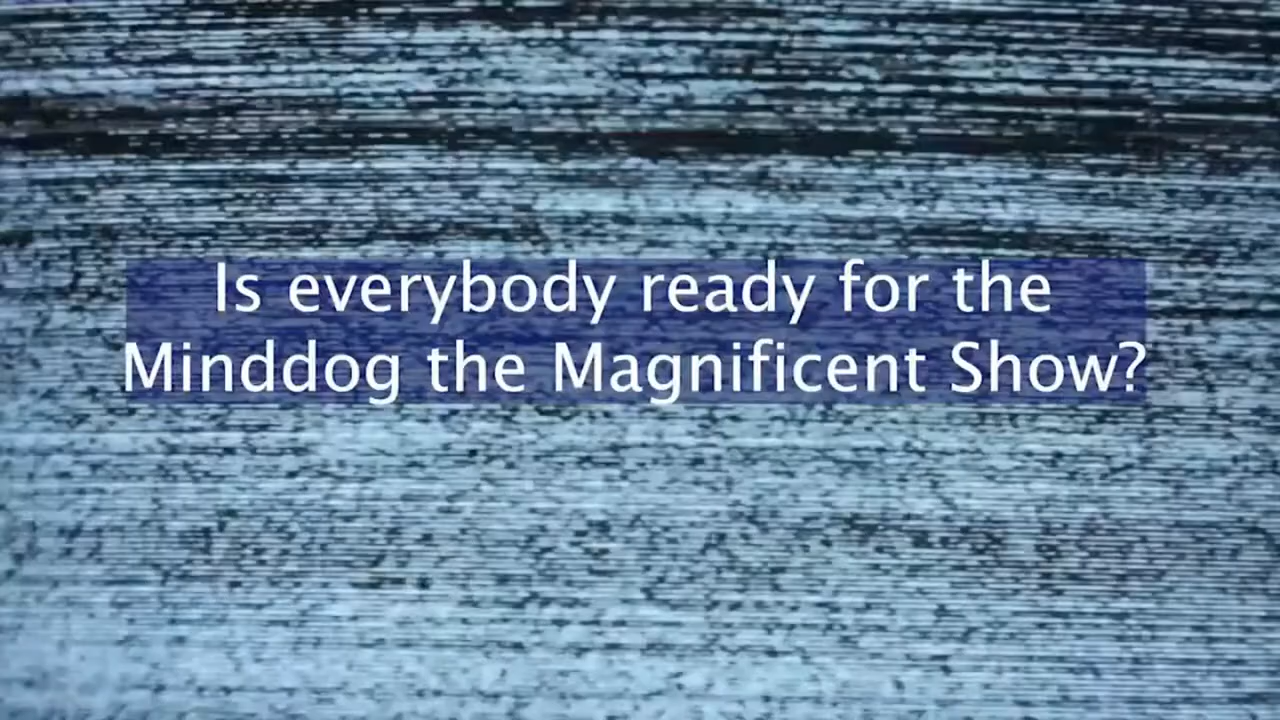 Is everybody ready for the
Minddog the Magnificent Show?